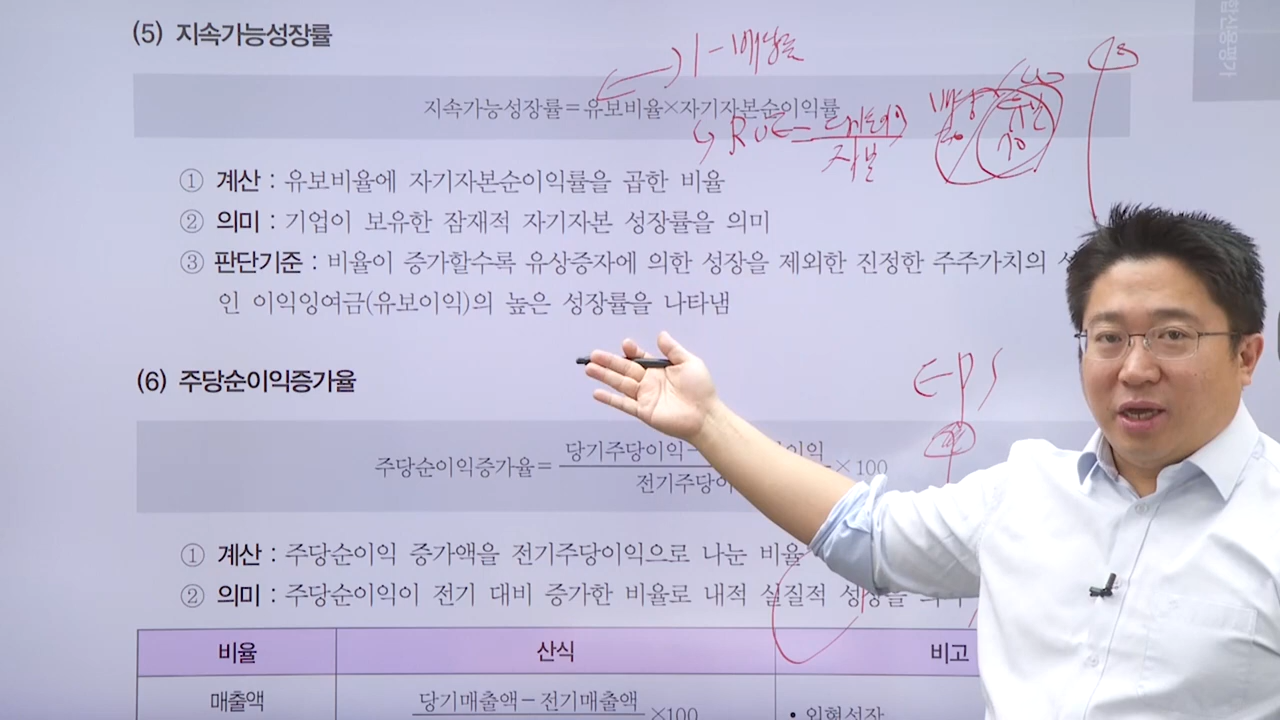 (5) 지속가능성장률
1-배당률
지속가능성장률=유보비율×자기자본순이익률
ROE=
자본
① 계산 : 유보비율에 자기자본순이익률을 곱한 비율
② 의미 : 기업이 보유한 잠재적 자기자본 성장률을 의미
③ 판단기준 : 비율이 증가할수록 유상증자에 의한 성장을 제외한 진정한 주주가치의
인 이익잉여금(유보이익)의 높은 성장률을 나타냄
EPS
(6) 주당순이익증가율
주당순이익증가율= 당기주당이익- ×100
전기주당이
① 계산 : 주당순이익 증가액을 전기주당이익으로 나눈 비율
② 의미 : 주당순이익이 전기 대비 증가한 비율로 내적 실질적 성장을
비율 산식 비고
매출액 당기매출액-전기매출액 ×100 • 외형성장